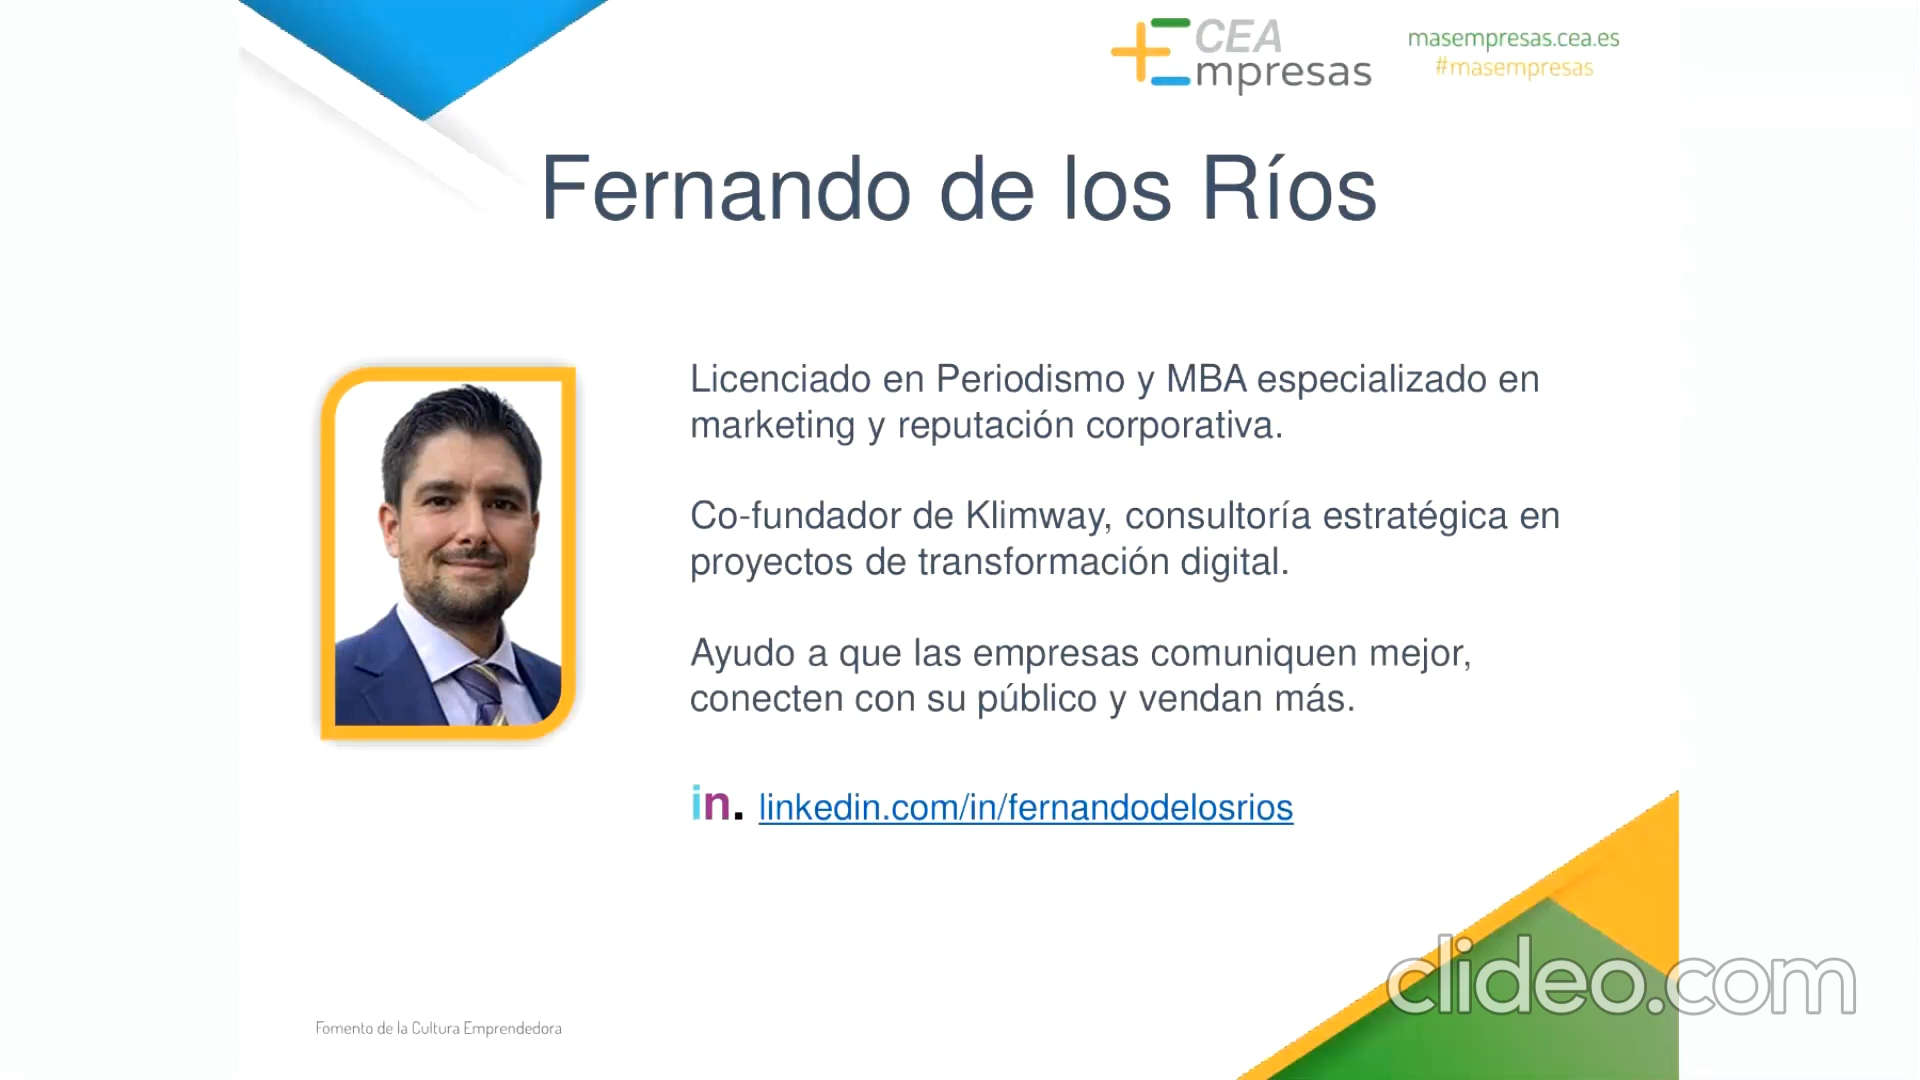 CEA
Empresas
masempresas.cea.es
#masempresas
Fernando de los Ríos
Licenciado en Periodismo y MBA especializado en
marketing y reputación corporativa.
Co-fundador de Klimway, consultoría estratégica en
proyectos de transformación digital.
Ayudo a que las empresas comuniquen mejor,
conecten con su público y vendan más.
in. linkedin.com/in/fernandodelosrios
clideo.com
Fomento de la Cultura Emprendedora